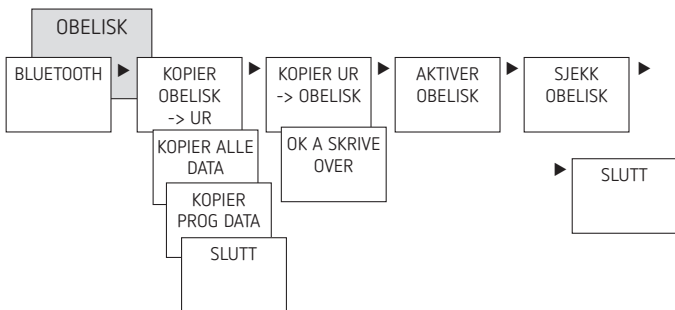 OBELISK
BLUETOOTH
KOPIER
OBELISK
-> UR
KOPIER ALLE
DATA
KOPIER
PROG DATA
SLUTT
KOPIER UR
-> OBELISK
OK A SKRIVE
OVER
AKTIVER
OBELISK
SJEKK
OBELISK
SLUTT